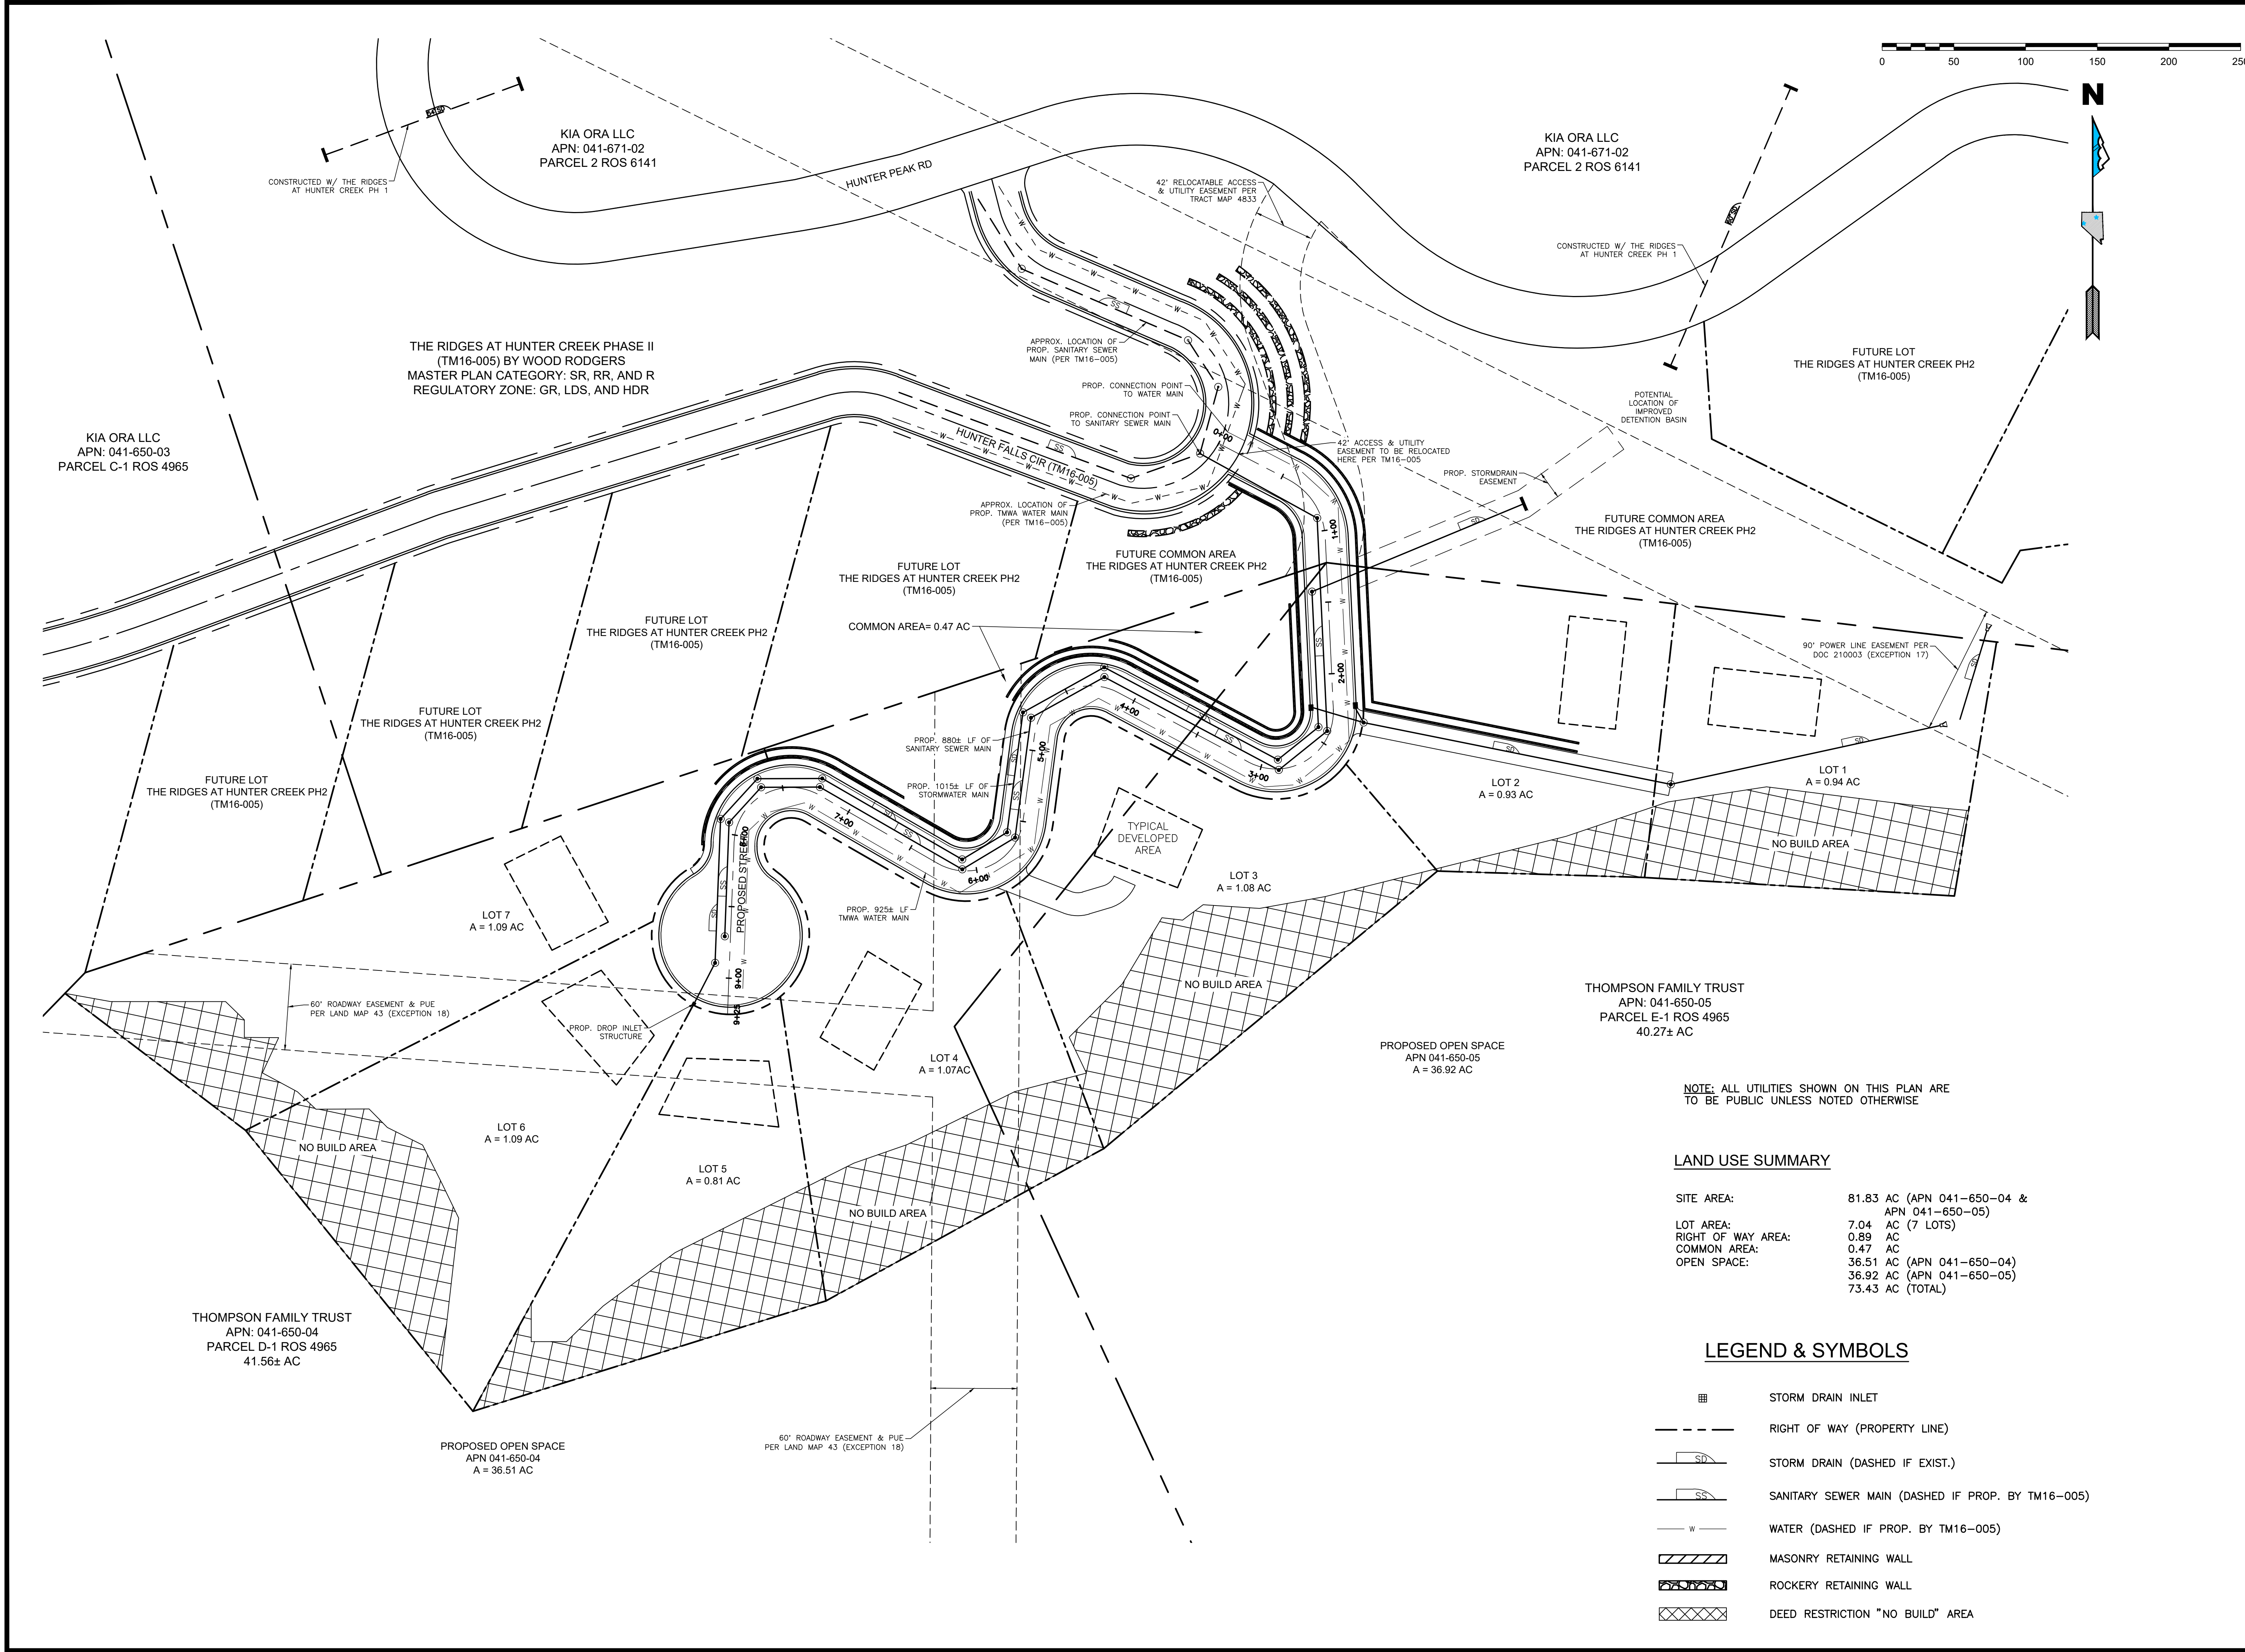 0 50 100 150 200
N
KIA ORA LLC
APN: 041-671-02
PARCEL 2 ROS 6141
KIA ORA LLC
APN: 041-671-02
PARCEL 2 ROS 6141
CONSTRUCTED W/ THE RIDGES
AT HUNTER CREEK PH 1
HUNTER PEAK RD
42' RELOCATABLE ACCESS
& UTILITY EASEMENT PER
TRACT MAP 4833
CONSTRUCTED W/ THE RIDGES
AT HUNTER CREEK PH 1
THE RIDGES AT HUNTER CREEK PHASE II
(TM16-005) BY WOOD RODGERS
MASTER PLAN CATEGORY: SR, RR, AND R
REGULATORY ZONE: GR, LDS, AND HDR
APPROX. LOCATION OF
PROP. SANITARY SEWER
MAIN (PER TM16-005)
PROP. CONNECTION POINT
TO WATER MAIN
PROP. CONNECTION POINT
TO SANITARY SEWER MAIN
FUTURE LOT
THE RIDGES AT HUNTER CREEK PH2
(TM16-005)
POTENTIAL
LOCATION OF
IMPROVED
DETENTION BASIN
KIA ORA LLC
APN: 041-650-03
PARCEL C-1 ROS 4965
HUNTER FALLS CIR (TM16-005)
42' ACCESS & UTILITY
EASEMENT TO BE RELOCATED
HERE PER TM16-005
PROP. STORMDRAIN
EASEMENT
APPROX. LOCATION OF
PROP. TMWA WATER MAIN
(PER TM16-005)
FUTURE COMMON AREA
THE RIDGES AT HUNTER CREEK PH2
(TM16-005)
FUTURE COMMON AREA
THE RIDGES AT HUNTER CREEK PH2
(TM16-005)
FUTURE LOT
THE RIDGES AT HUNTER CREEK PH2
(TM16-005)
FUTURE LOT
THE RIDGES AT HUNTER CREEK PH2
(TM16-005)
COMMON AREA= 0.47 AC
90' POWER LINE EASEMENT PER
DOC 210003 (EXCEPTION 17)
FUTURE LOT
THE RIDGES AT HUNTER CREEK PH2
(TM16-005)
FUTURE LOT
THE RIDGES AT HUNTER CREEK PH2
(TM16-005)
0+00
1+00
2+00
3+00
4+00
5+00
6+00
7+00
9+00
9+25
PROPOSED STREET
PROP. 880± LF OF
SANITARY SEWER MAIN
PROP. 1015± LF OF
STORMWATER MAIN
PROP. 925± LF
TMWA WATER MAIN
LOT 2
A = 0.93 AC
LOT 1
A = 0.94 AC
NO BUILD AREA
TYPICAL
DEVELOPED
AREA
LOT 3
A = 1.08 AC
LOT 7
A = 1.09 AC
60' ROADWAY EASEMENT & PUE
PER LAND MAP 43 (EXCEPTION 18)
PROP. DROP INLET
STRUCTURE
NO BUILD AREA
LOT 4
A = 1.07AC
THOMPSON FAMILY TRUST
APN: 041-650-05
PARCEL E-1 ROS 4965
40.27± AC
PROPOSED OPEN SPACE
APN 041-650-05
A = 36.92 AC
LOT 6
A = 1.09 AC
NO BUILD AREA
LOT 5
A = 0.81 AC
NO BUILD AREA
NOTE: ALL UTILITIES SHOWN ON THIS PLAN ARE
TO BE PUBLIC UNLESS NOTED OTHERWISE
LAND USE SUMMARY
SITE AREA: 81.83 AC (APN 041-650-04 &
APN 041-650-05)
LOT AREA: 7.04 AC (7 LOTS)
RIGHT OF WAY AREA: 0.89 AC
COMMON AREA: 0.47 AC
OPEN SPACE: 36.51 AC (APN 041-650-04)
36.92 AC (APN 041-650-05)
73.43 AC (TOTAL)
THOMPSON FAMILY TRUST
APN: 041-650-04
PARCEL D-1 ROS 4965
41.56± AC
60' ROADWAY EASEMENT & PUE
PER LAND MAP 43 (EXCEPTION 18)
PROPOSED OPEN SPACE
APN 041-650-04
A = 36.51 AC
LEGEND & SYMBOLS
STORM DRAIN INLET
RIGHT OF WAY (PROPERTY LINE)
SD STORM DRAIN (DASHED IF EXIST.)
SS SANITARY SEWER MAIN (DASHED IF PROP. BY TM16-005)
W WATER (DASHED IF PROP. BY TM16-005)
MASONRY RETAINING WALL
ROCKERY RETAINING WALL
DEED RESTRICTION "NO BUILD" AREA